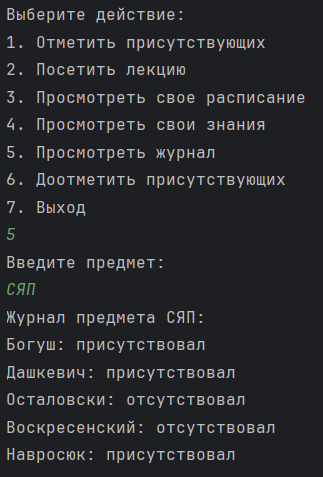 Выберите действие:
1. Отметить присутствующих
2. Посетить лекцию
3. Просмотреть свое расписание
4. Просмотреть свои знания
5. Просмотреть журнал
6. Доотметить присутствующих
7. Выход
5
Введите предмет:
СЯП
Журнал предмета СЯП:
Богуш: присутствовал
Дашкевич: присутствовал
Осталовски: отсутствовал
Воскресенский: отсутствовал
Навросюк: присутствовал